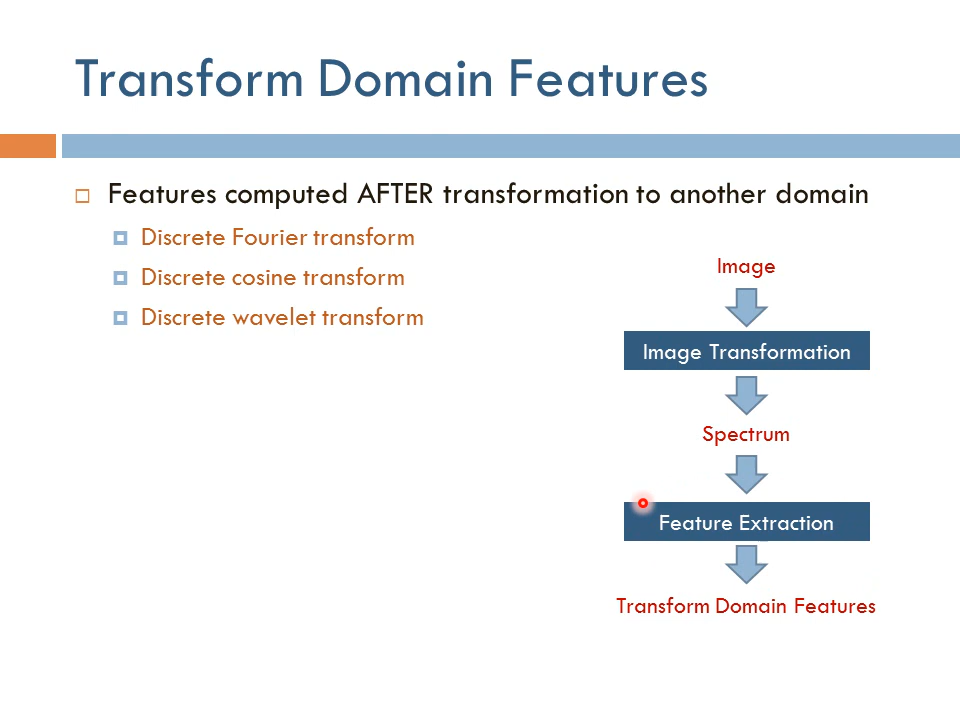 Transform Domain Features
Features computed AFTER transformation to another domain
Discrete Fourier transform
Discrete cosine transform
Discrete wavelet transform
Image
Image Transformation
Spectrum
Feature Extraction
Transform Domain Features